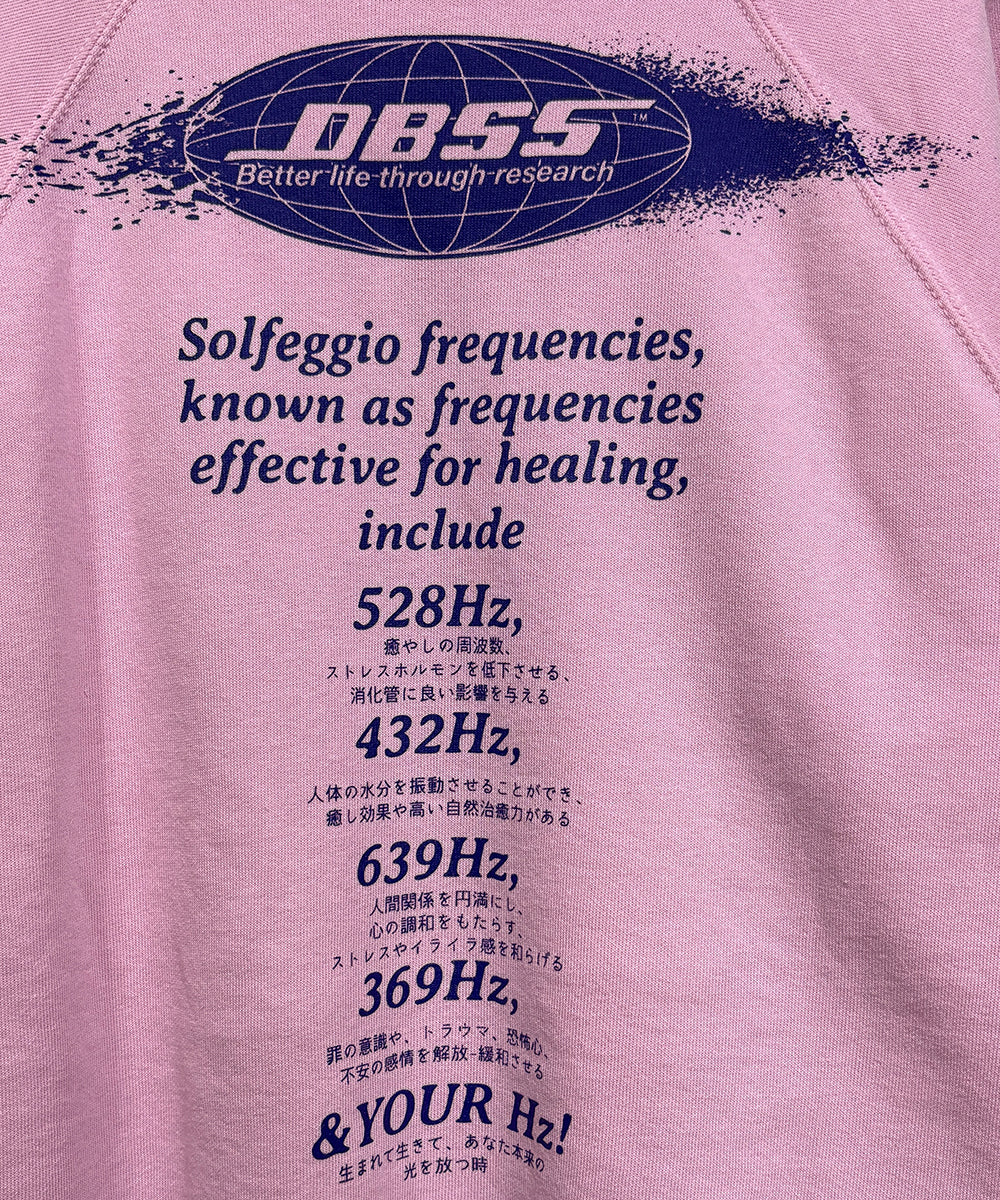 DBSS™
Better life through research
Solfeggio frequencies,
known as frequencies
effective for healing,
include
528Hz,
癒やしの周波数、
ストレスホルモンを低下させる、
消化管に良い影響を与える
432Hz,
人体の水分を振動させることができ、
癒し効果や高い自然治癒力がある
639Hz,
人間関係を円満にし、
心の調和をもたらす、
ストレスやイライラ感を和らげる
369Hz,
罪の意識や、トラウマ、恐怖心、
不安の感情を解放-緩和させる
&YOUR Hz!
生まれて生きて、あなた本来の
光を放つ時